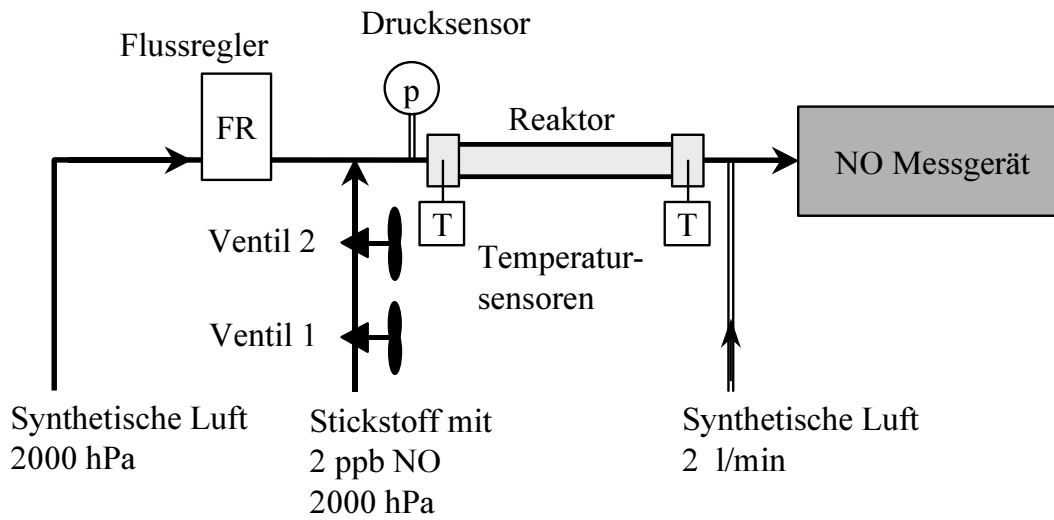 Drucksensor
Flussregler
p
FR
Reaktor
NO Messgerät
T
T
Ventil 2
Temperatur-
sensoren
Ventil 1
Synthetische Luft
2000 hPa
Stickstoff mit
2 ppb NO
2000 hPa
Synthetische Luft
2 l/min